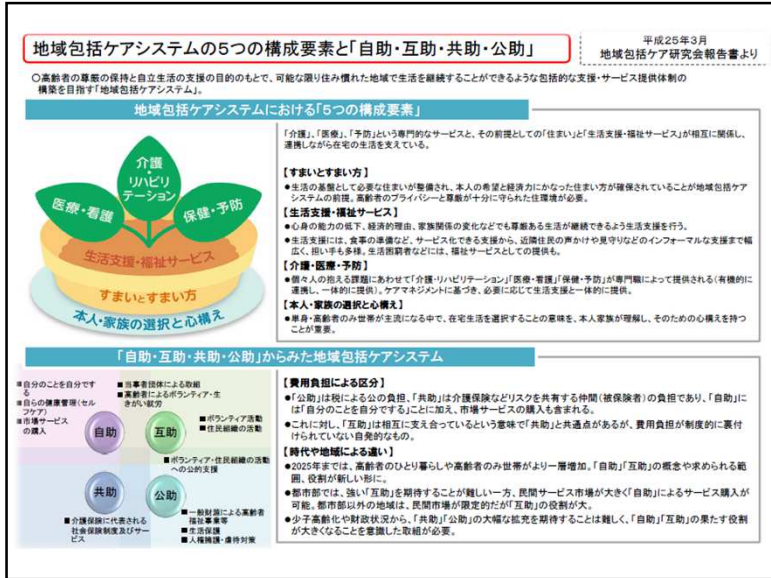 地域包括ケアシステムの5つの構成要素と「自助・互助・共助・公助」
平成25年3月
地域包括ケア研究会報告書より
○高齢者の尊厳の保持と自立生活の支援の目的のもとで、可能な限り住み慣れた地域で生活を継続することができるような包括的な支援・サービス提供体制の
構築を目指す「地域包括ケアシステム」。
地域包括ケアシステムにおける「5つの構成要素」
介護
・
リハビリ
テーション
医療・看護
保健・予防
生活支援・福祉サービス
すまいとすまい方
本人・家族の選択と心構え
「介護」、「医療」、「予防」という専門的なサービスと、その前提としての「住まい」と「生活支援・福祉サービス」が相互に関係し、
連携しながら在宅の生活を支えている。
【すまいとすまい方】
●生活の基盤として必要な住まいが整備され、本人の希望と経済力にかなった住まい方が確保されていることが地域包括ケア
システムの前提。高齢者のプライバシーと尊厳が十分に守られた住環境が必要。
【生活支援・福祉サービス】
●心身の能力の低下、経済的理由、家族関係の変化などでも尊厳ある生活が継続できるよう生活支援を行う。
●生活支援には、食事の準備など、サービス化できる支援から、近隣住民の声かけや見守りなどのインフォーマルな支援まで幅
広く、担い手も多様。生活困窮者などには、福祉サービスとしての提供も。
【介護・医療・予防】
●個々人の抱える課題にあわせて「介護・リハビリテーション」「医療・看護」「保健・予防」が専門職によって提供される(有機的に
連携し、一体的に提供)。ケアマネジメントに基づき、必要に応じて生活支援と一体的に提供。
【本人・家族の選択と心構え】
●単身・高齢者のみ世帯が主流になる中で、在宅生活を選択することの意味を、本人家族が理解し、そのための心構えを持つ
ことが重要。
「自助・互助・共助・公助」からみた地域包括ケアシステム
■自分のことを自分です
る
■自らの健康管理(セル
フケア)
■市場サービス
の購入
自助
■当事者団体による取組
■高齢者によるボランティア・生
きがい就労
■ボランティア活動
■住民組織の活動
互助
■ボランティア・住民組織の活動
への公的支援
共助
公助
■介護保険に代表される
社会保険制度及びサー
ビス
■一般財源による高齢者
福祉事業等
■生活保護
■人権擁護・虐待対策
【費用負担による区分】
●「公助」は税による公の負担、「共助」は介護保険などリスクを共有する仲間(被保険者)の負担であり、「自助」に
は「自分のことを自分でする」ことに加え、市場サービスの購入も含まれる。
●これに対し、「互助」は相互に支え合っているという意味で「共助」と共通点があるが、費用負担が制度的に裏付
けられていない自発的なもの。
【時代や地域による違い】
●2025年までは、高齢者のひとり暮らしや高齢者のみ世帯がより一層増加。「自助」「互助」の概念や求められる範
囲、役割が新しい形に。
●都市部では、強い「互助」を期待することが難しい一方、民間サービス市場が大きく「自助」によるサービス購入が
可能。都市部以外の地域は、民間市場が限定的だが「互助」の役割が大。
●少子高齢化や財政状況から、「共助」「公助」の大幅な拡充を期待することは難しく、「自助」「互助」の果たす役割
が大きくなることを意識した取組が必要。